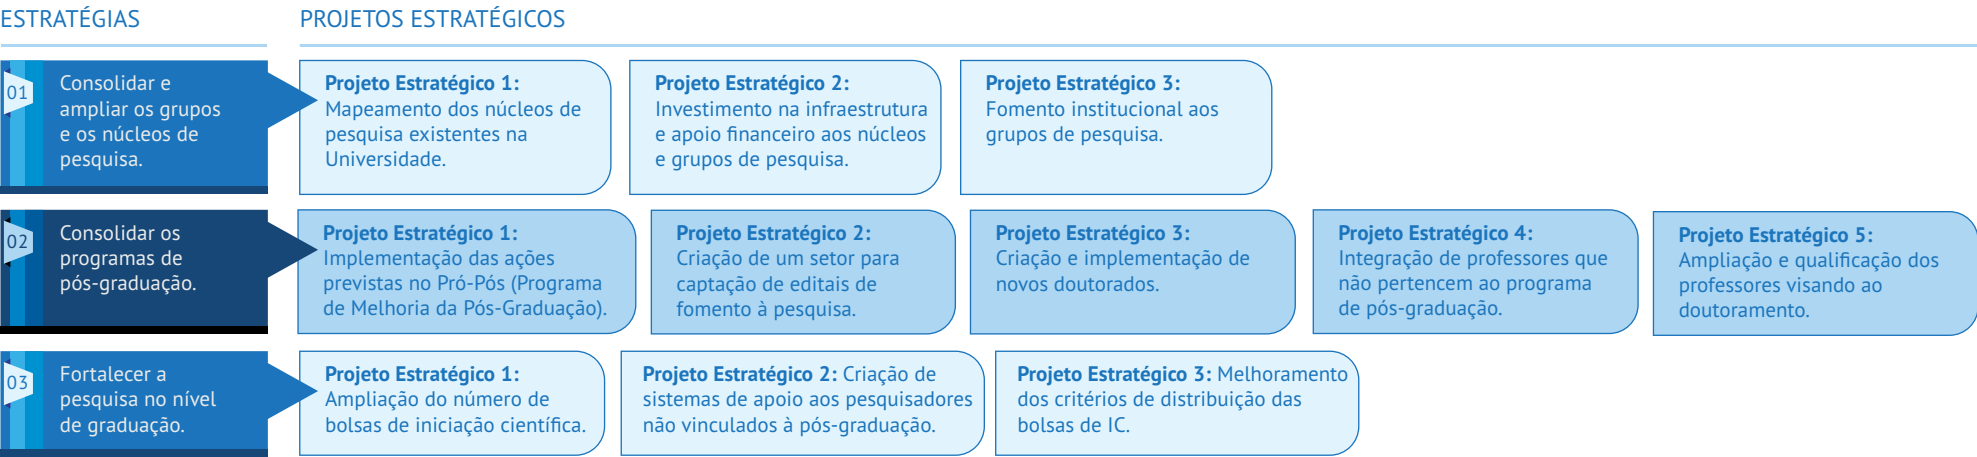 ESTRATÉGIAS
PROJETOS ESTRATÉGICOS
01
Consolidar e
ampliar os grupos
e os núcleos de
pesquisa.
Projeto Estratégico 1:
Mapeamento dos núcleos de
pesquisa existentes na
Universidade.
Projeto Estratégico 2:
Investimento na infraestrutura
e apoio financeiro aos núcleos
e grupos de pesquisa.
Projeto Estratégico 3:
Fomento institucional aos
grupos de pesquisa.
02
Consolidar os
programas de
pós-graduação.
Projeto Estratégico 1:
Implementação das ações
previstas no Pró-Pós (Programa
de Melhoria da Pós-Graduação).
Projeto Estratégico 2:
Criação de um setor para
captação de editais de
fomento à pesquisa.
Projeto Estratégico 3:
Criação e implementação de
novos doutorados.
Projeto Estratégico 4:
Integração de professores que
não pertencem ao programa
de pós-graduação.
Projeto Estratégico 5:
Ampliação e qualificação dos
professores visando ao
doutoramento.
03
Fortalecer a
pesquisa no nível
de graduação.
Projeto Estratégico 1:
Ampliação do número de
bolsas de iniciação científica.
Projeto Estratégico 2: Criação de
sistemas de apoio aos pesquisadores
não vinculados à pós-graduação.
Projeto Estratégico 3: Melhoramento
dos critérios de distribuição das
bolsas de IC.